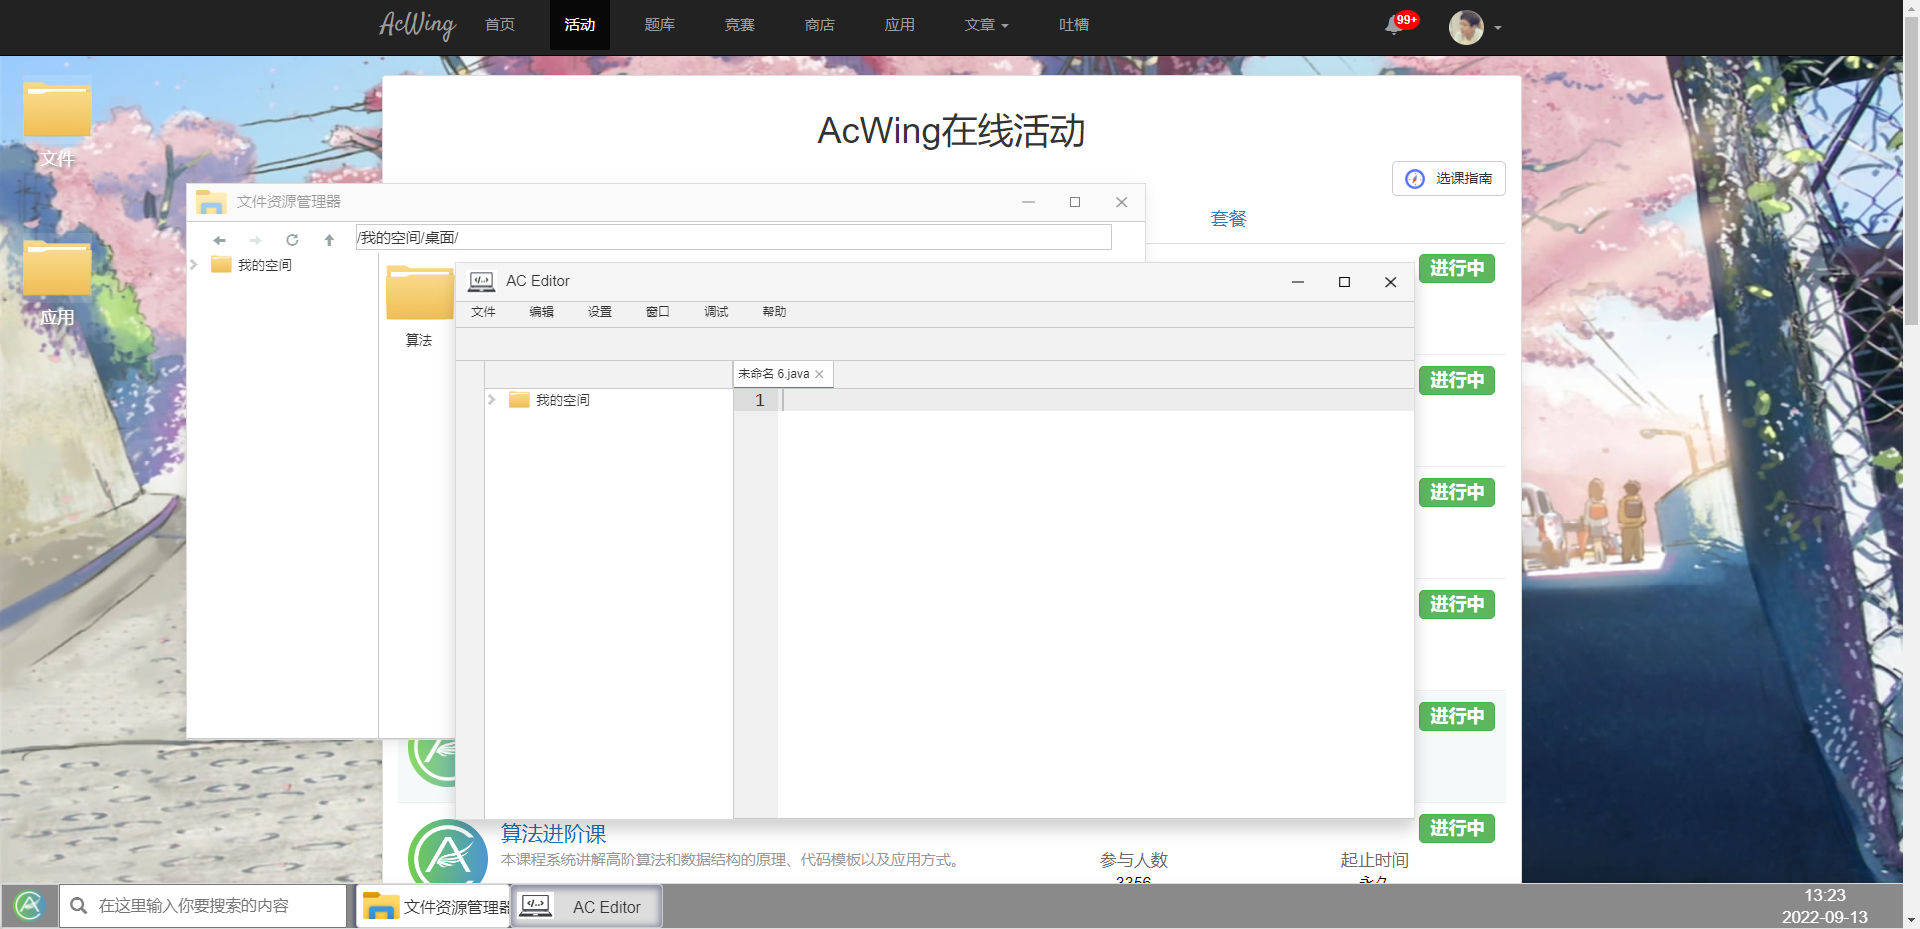 AcWing 首页 活动 题库 竞赛 商店 应用 文章 吐槽 99+
文件
应用
AcWing在线活动
选课指南
套餐
文件资源管理器
/我的空间/桌面/
我的空间
算法
AC Editor
文件 编辑 设置 窗口 调试 帮助
未命名 6.java
我的空间
1
进行中
进行中
进行中
进行中
进行中
进行中
算法进阶课
本课程系统讲解高阶算法和数据结构的原理、代码模板以及应用方式。
参与人数 起止时间
3356 永久
在这里输入你要搜索的内容
文件资源管理器
AC Editor
13:23
2022-09-13